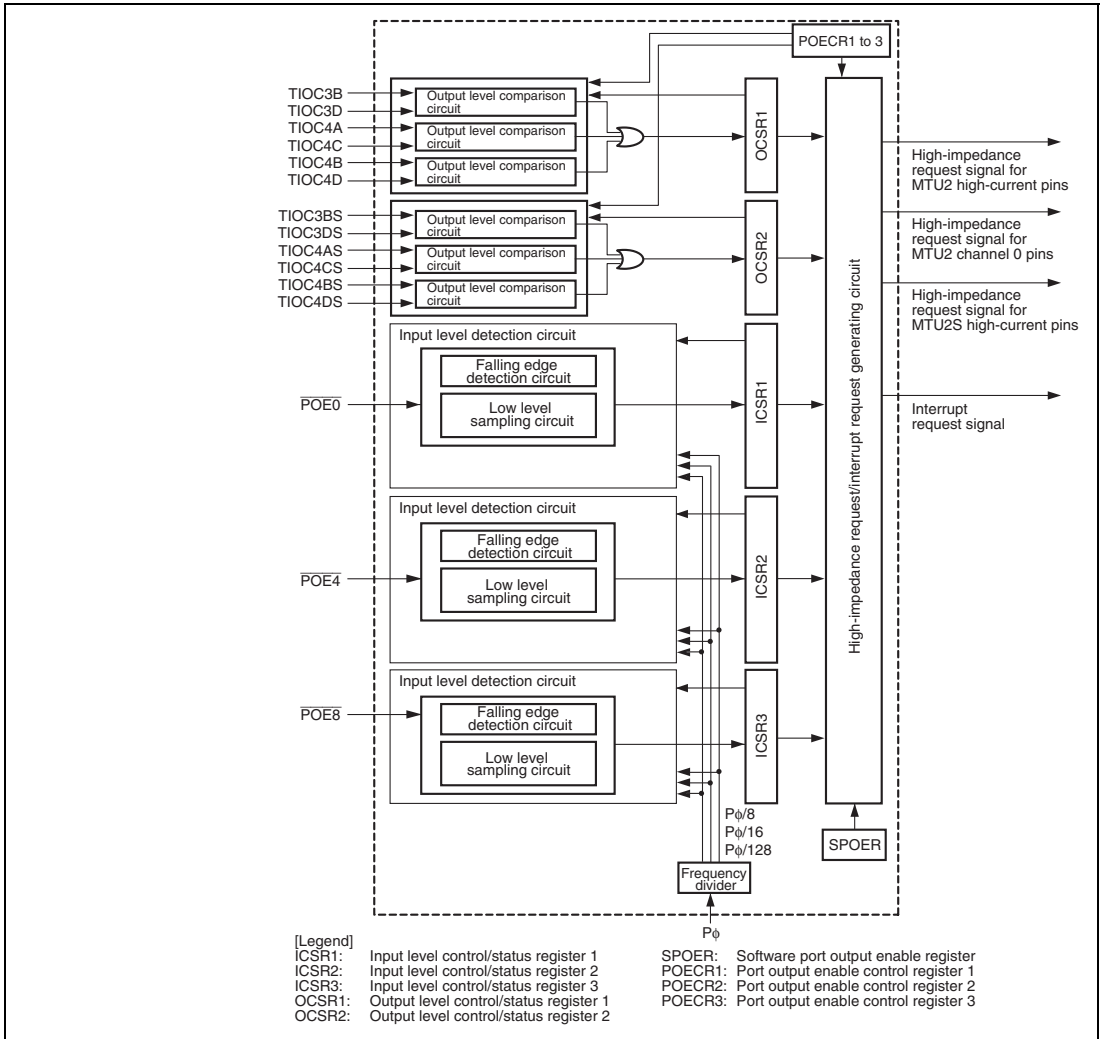 POECR1 to 3
TIOC3B
TIOC3D
TIOC4A
TIOC4C
TIOC4B
TIOC4D
Output level comparison
circuit
Output level comparison
circuit
Output level comparison
circuit
OCSR1
TIOC3BS
TIOC3DS
TIOC4AS
TIOC4CS
TIOC4BS
TIOC4DS
Output level comparison
circuit
Output level comparison
circuit
Output level comparison
circuit
OCSR2
Input level detection circuit
Falling edge
detection circuit
Low level
sampling circuit
POE0
ICSR1
Input level detection circuit
Falling edge
detection circuit
Low level
sampling circuit
POE4
ICSR2
Input level detection circuit
Falling edge
detection circuit
Low level
sampling circuit
POE8
ICSR3
High-impedance request/interrupt request generating circuit
High-impedance
request signal for
MTU2 high-current pins
High-impedance
request signal for
MTU2 channel 0 pins
High-impedance
request signal for
MTU2S high-current pins
Interrupt
request signal
Pϕ/8
Pϕ/16
Pϕ/128
SPOER
Frequency
divider
Pϕ
[Legend]
ICSR1: Input level control/status register 1
ICSR2: Input level control/status register 2
ICSR3: Input level control/status register 3
OCSR1: Output level control/status register 1
OCSR2: Output level control/status register 2
SPOER: Software port output enable register
POECR1: Port output enable control register 1
POECR2: Port output enable control register 2
POECR3: Port output enable control register 3